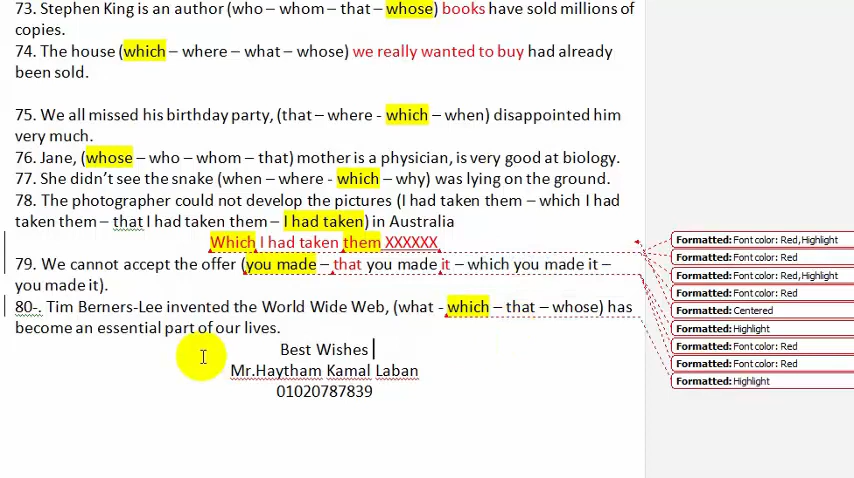 73. Stephen King is an author (who – whom – that – whose) books have sold millions of
copies.
74. The house (which – where – what – whose) we really wanted to buy had already
been sold.
75. We all missed his birthday party, (that – where - which – when) disappointed him
very much.
76. Jane, (whose – who – whom – that) mother is a physician, is very good at biology.
77. She didn’t see the snake (when – where - which – why) was lying on the ground.
78. The photographer could not develop the pictures (I had taken them – which I had
taken them – that I had taken them – I had taken) in Australia
Which I had taken them XXXXXX
79. We cannot accept the offer (you made – that you made it – which you made it –
you made it).
80-. Tim Berners-Lee invented the World Wide Web, (what - which – that – whose) has
become an essential part of our lives.
Best Wishes
Mr.Haytham Kamal Laban
01020787839
Formatted: Font color: Red, Highlight
Formatted: Font color: Red
Formatted: Font color: Red, Highlight
Formatted: Font color: Red
Formatted: Centered
Formatted: Highlight
Formatted: Font color: Red
Formatted: Font color: Red
Formatted: Highlight